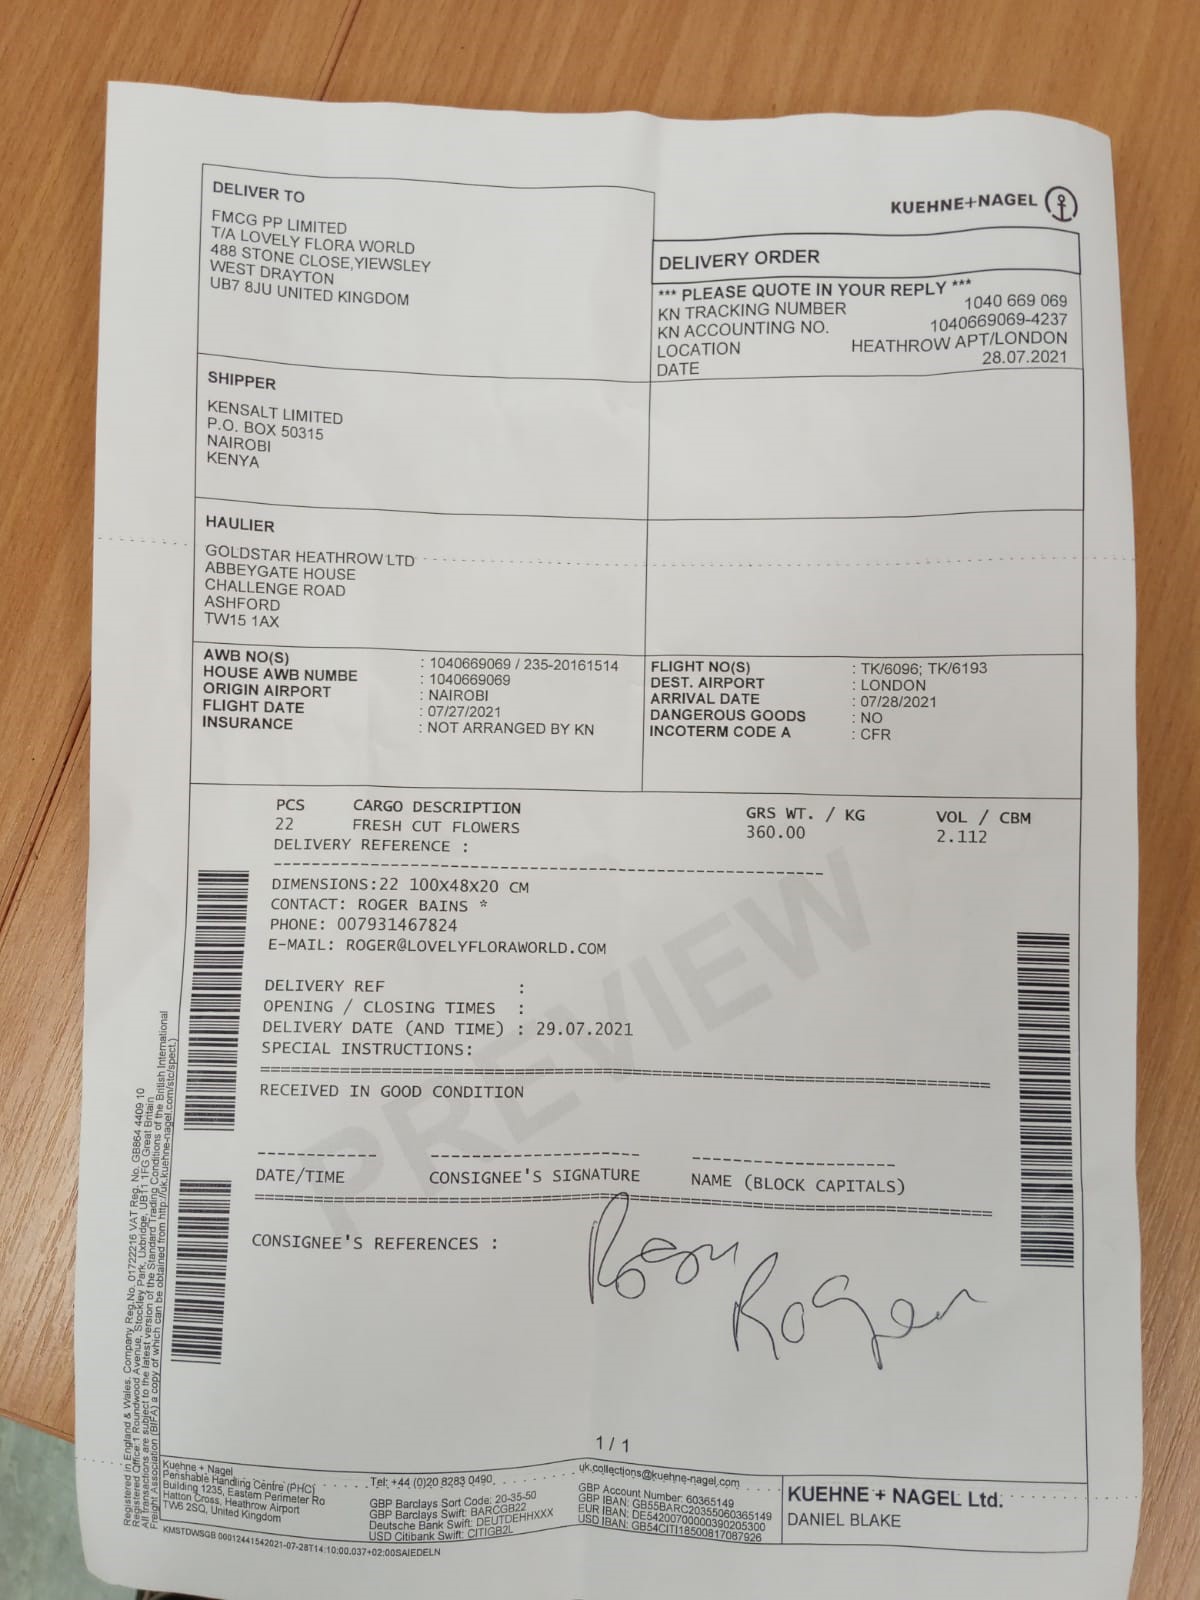 DELIVER TO
FMCG PP LIMITED
T/A LOVELY FLORA WORLD
488 STONE CLOSE,YIEWSLEY
WEST DRAYTON
UB7 8JU UNITED KINGDOM
KUEHNE+NAGEL
DELIVERY ORDER
*** PLEASE QUOTE IN YOUR REPLY ***
KN TRACKING NUMBER 1040 669 069
KN ACCOUNTING NO. 1040669069-4237
LOCATION HEATHROW APT/LONDON
DATE 28.07.2021
SHIPPER
KENSALT LIMITED
P.O. BOX 50315
NAIROBI
KENYA
HAULIER
GOLDSTAR HEATHROW LTD
ABBEYGATE HOUSE
CHALLENGE ROAD
ASHFORD
TW15 1AX
AWB NO(S) : 1040669069 / 235-20161514
HOUSE AWB NUMBE : 1040669069
ORIGIN AIRPORT : NAIROBI
FLIGHT DATE : 07/27/2021
INSURANCE : NOT ARRANGED BY KN
FLIGHT NO(S) : TK/6096; TK/6193
DEST. AIRPORT : LONDON
ARRIVAL DATE : 07/28/2021
DANGEROUS GOODS : NO
INCOTERM CODE A : CFR
PCS CARGO DESCRIPTION GRS WT. / KG VOL / CBM
22 FRESH CUT FLOWERS 360.00 2.112
DELIVERY REFERENCE :
DIMENSIONS:22 100X48X20 CM
CONTACT: ROGER BAINS *
PHONE: 007931467824
E-MAIL: ROGER@LOVELYFLORAWORLD.COM
PREVIEW
DELIVERY REF :
OPENING / CLOSING TIMES :
DELIVERY DATE (AND TIME) : 29.07.2021
SPECIAL INSTRUCTIONS:
RECEIVED IN GOOD CONDITION
DATE/TIME CONSIGNEE'S SIGNATURE NAME (BLOCK CAPITALS)
CONSIGNEE'S REFERENCES :
Roger
1 / 1
Registered in England & Wales. Company Reg.No. 01722216 VAT Reg. No. GB864 4409 10
Registered Office:1 Roundwood Avenue, Stockley Park, Uxbridge, UB11 1FG Great Britain
All transactions are subject to the latest version of the Standard Trading Conditions of the British International
Freight Association (BIFA) a copy of which can be obtained from http://uk.kuehne-nagel.com/stc/spect.)
Kuehne + Nagel
Perishable Handling Centre (PHC)
Building 1235, Eastern Perimeter Ro
Hatton Cross, Heathrow Airport
TW6 2SQ, United Kingdom
Tel: +44 (0)20 8283 0490
GBP Barclays Sort Code: 20-35-50
GBP Barclays Swift: BARCGB22
Deutsche Bank Swift: DEUTDEHHXXX
USD Citibank Swift: CITIGB2L
uk.collections@kuehne-nagel.com
GBP Account Number: 60365149
GBP IBAN: GB55BARC20355060365149
EUR IBAN: DE54200700000390205300
USD IBAN: GB54CITI18500817087926
KUEHNE + NAGEL Ltd.
DANIEL BLAKE
KMSTDWSGB 00012441542021-07-28T14:10:00.037+02:00SAIEDELN